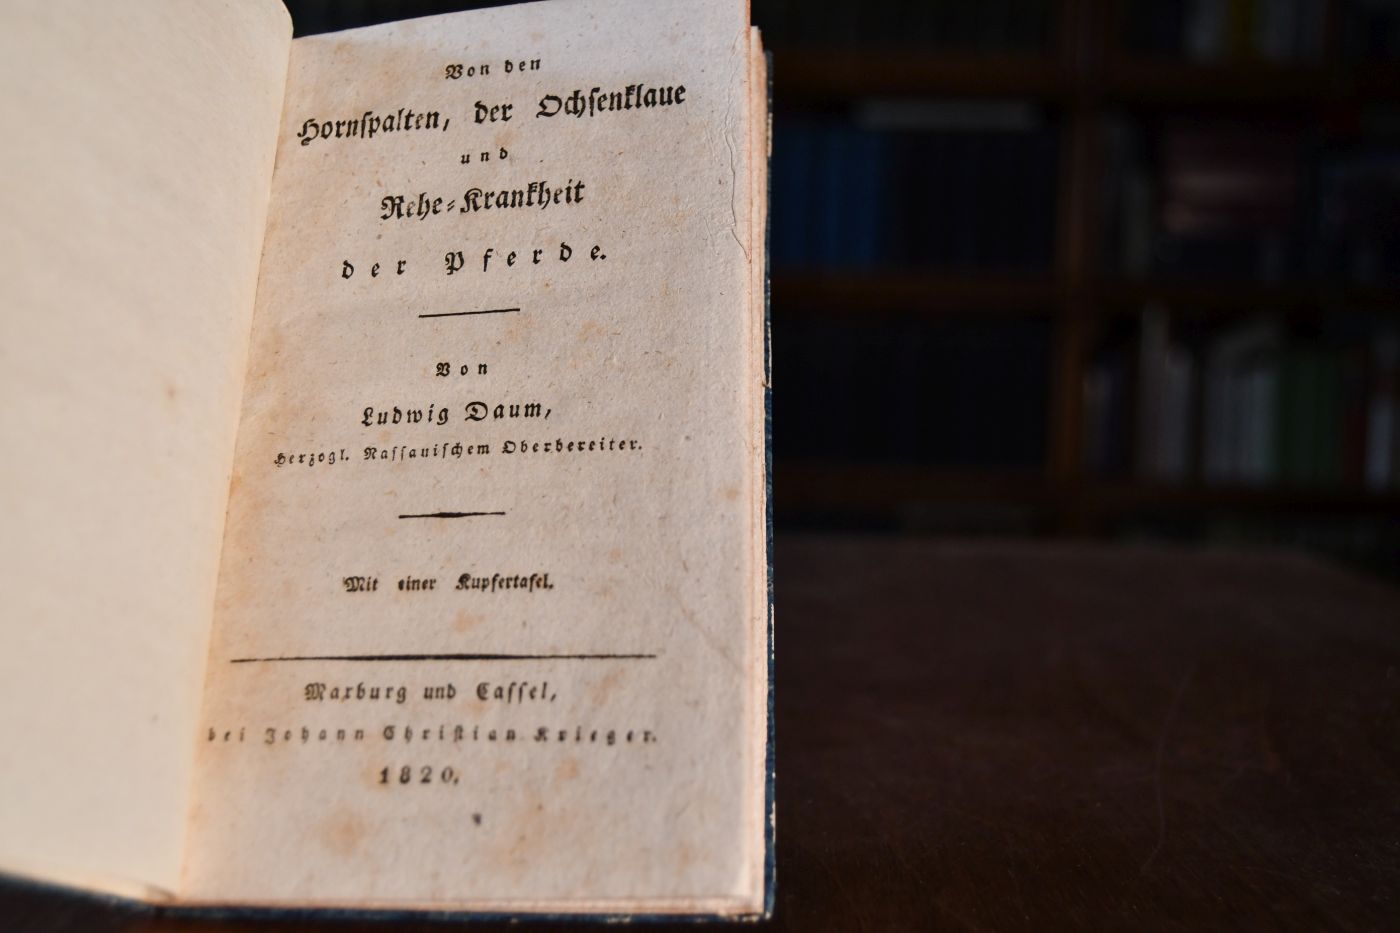 Von den
Hornſpalten, der Ochſenklaue
und
Rehe-Krankheit
der Pferde.
Von
Ludwig Daum,
Herzogl. Naſſauiſchem Oberbereiter.
Mit einer Kupfertafel.
Marburg und Caſſel,
bei Johann Chriſtian Krieger.
1820.